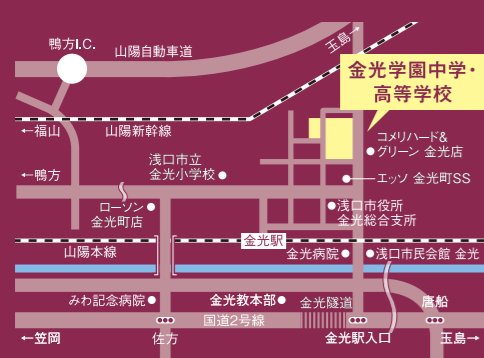 鴨方I.C.
山陽自動車道
玉島→
金光学園中学・
高等学校
←福山
山陽新幹線
コメリハード&
グリーン 金光店
浅口市立
金光小学校
←鴨方
エッソ 金光町SS
ローソン
金光町店
浅口市役所
金光総合支所
金光駅
山陽本線
金光病院
浅口市民会館 金光
みわ記念病院
金光教本部
金光隧道
唐船
国道2号線
←笠岡
佐方
金光駅入口
玉島→